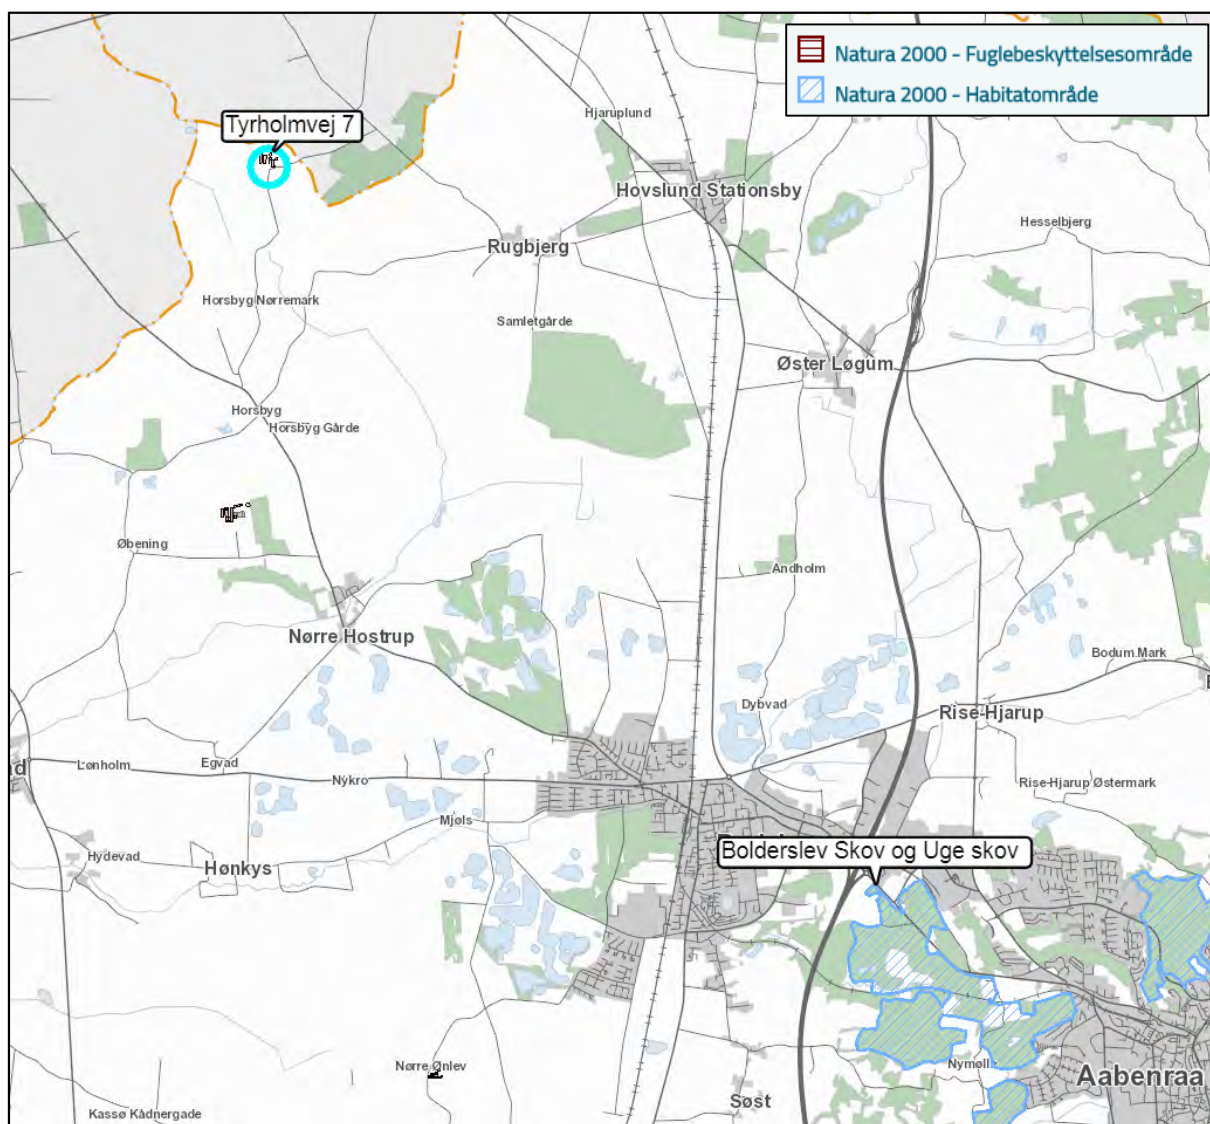 Natura 2000 - Fuglebeskyttelsesområde
Natura 2000 - Habitatområde
Tyrholmvej 7
Hjaruplund
Hovslund Stationsby
Hesselbjerg
Rugbjerg
Horsbyg Nørremark
Samletgårde
Øster Løgum
Horsbyg
Horsbyg Gårde
Øbening
Andholm
Nørre Hostrup
Bodum Mark
Dybvad
Rise-Hjarup
Lønholm
Egvad
Nykro
Rise-Hjarup Østermark
Mjøls
Hydevad
Hønkys
Bolderslev Skov og Uge skov
Nørre Ønlev
Nymøll
Aabenraa
Søst
Kassø Kådnergade